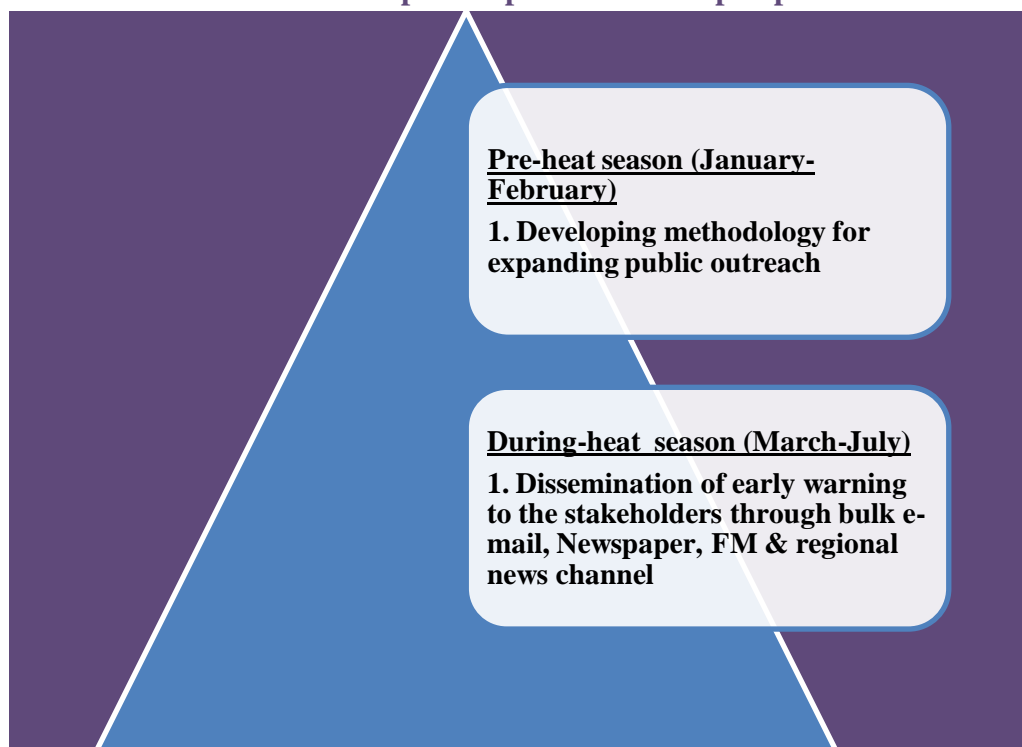 Pre-heat season (January-
February)
1. Developing methodology for
expanding public outreach
During-heat season (March-July)
1. Dissemination of early warning
to the stakeholders through bulk e-
mail, Newspaper, FM & regional
news channel